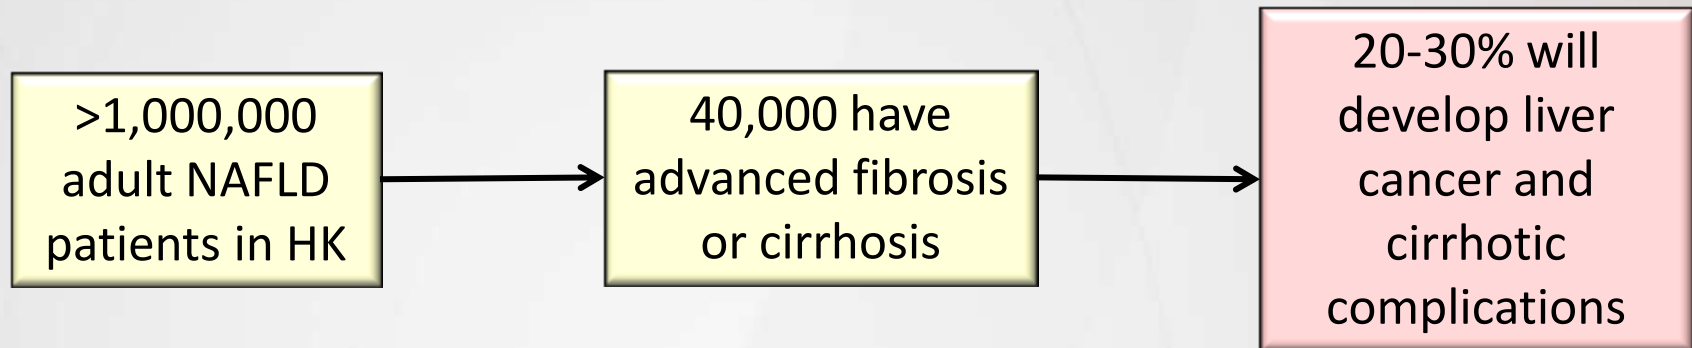 >1,000,000
adult NAFLD
patients in HK
40,000 have
advanced fibrosis
or cirrhosis
20-30% will
develop liver
cancer and
cirrhotic
complications